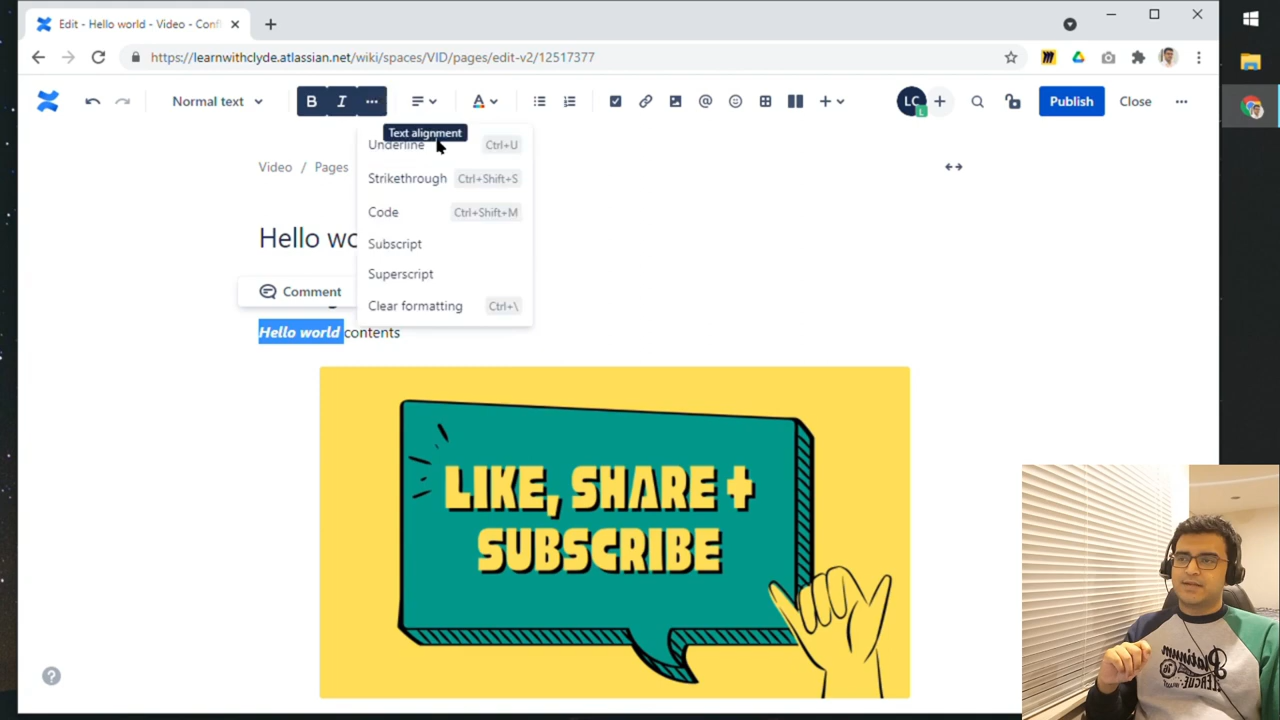 Edit - Hello world - Video - Conf
https://learnwithclyde.atlassian.net/wiki/spaces/VID/pages/edit-v2/12517377
Normal text
B
I
A
LC
L
Publish
Close
Text alignment
Underline Ctrl+U
Strikethrough Ctrl+Shift+S
Code Ctrl+Shift+M
Subscript
Superscript
Clear formatting Ctrl+\
Video / Pages
Hello wo
Comment
Hello world contents
LIKE, SHARE +
SUBSCRIBE